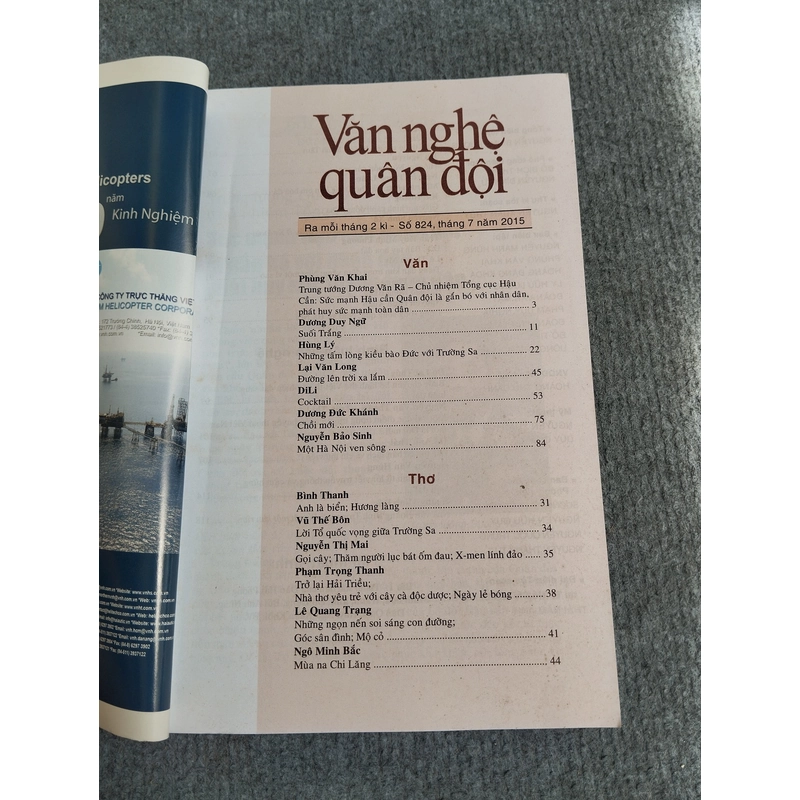 icopters
năm
Kinh Nghiệm
CÔNG TY TRỰC THĂNG VIỆ
HELICOPTER CORPORA
Văn nghệ
quân đội
Ra mỗi tháng 2 kì - Số 824, tháng 7 năm 2015
Văn
Phùng Văn Khai
Trung tướng Dương Văn Rã – Chủ nhiệm Tổng cục Hậu
Cần: Sức mạnh Hậu cần Quân đội là gắn bó với nhân dân,
phát huy sức mạnh toàn dân 3
Dương Duy Ngữ
Suối Trắng 11
Hùng Lý
Những tấm lòng kiều bào Đức với Trường Sa 22
Lại Văn Long
Đường lên trời xa lắm 45
DiLi
Cocktail 53
Dương Đức Khánh
Chồi mới 75
Nguyễn Bảo Sinh
Một Hà Nội ven sông 84
Thơ
Bình Thanh
Anh là biển; Hương làng 31
Vũ Thế Bôn
Lời Tổ quốc vọng giữa Trường Sa 34
Nguyễn Thị Mai
Gọi cây; Thăm người lục bát ốm đau; X-men lính đảo 35
Phạm Trọng Thanh
Trở lại Hải Triều;
Nhà thơ yêu trẻ với cây cà độc dược; Ngày lẻ bóng 38
Lê Quang Trạng
Những ngọn nến soi sáng con đường;
Góc sân đình; Mộ cỏ 41
Ngô Minh Bắc
Mùa na Chi Lăng 44